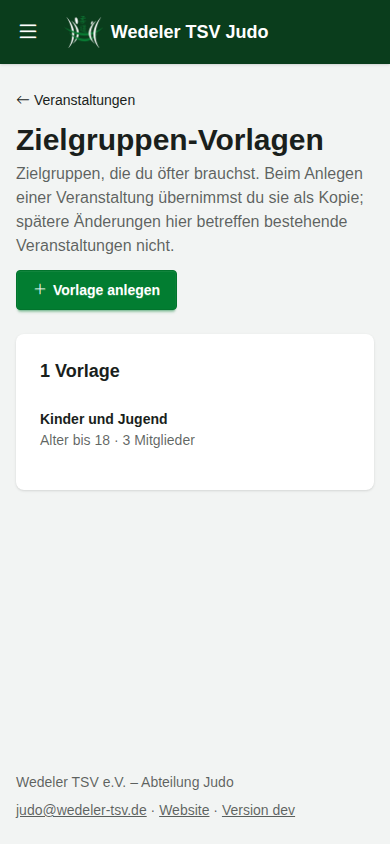 Wedeler TSV Judo
← Veranstaltungen
Zielgruppen-Vorlagen
Zielgruppen, die du öfter brauchst. Beim Anlegen
einer Veranstaltung übernimmst du sie als Kopie;
spätere Änderungen hier betreffen bestehende
Veranstaltungen nicht.
+ Vorlage anlegen
1 Vorlage
Kinder und Jugend
Alter bis 18 · 3 Mitglieder
Wedeler TSV e.V. – Abteilung Judo
judo@wedeler-tsv.de · Website · Version dev